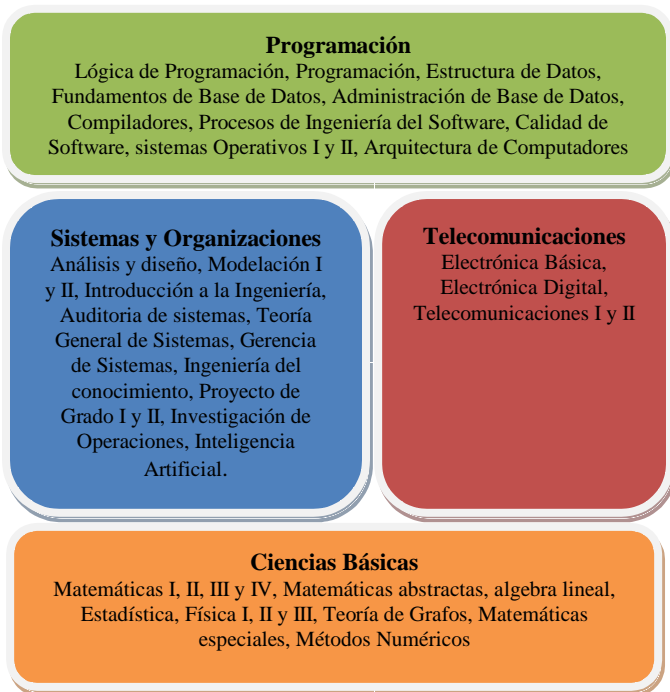 Programación
Lógica de Programación, Programación, Estructura de Datos,
Fundamentos de Base de Datos, Administración de Base de Datos,
Compiladores, Procesos de Ingeniería del Software, Calidad de
Software, sistemas Operativos I y II, Arquitectura de Computadores
Sistemas y Organizaciones
Análisis y diseño, Modelación I
y II, Introducción a la Ingeniería,
Auditoria de sistemas, Teoría
General de Sistemas, Gerencia
de Sistemas, Ingeniería del
conocimiento, Proyecto de
Grado I y II, Investigación de
Operaciones, Inteligencia
Artificial.
Telecomunicaciones
Electrónica Básica,
Electrónica Digital,
Telecomunicaciones I y II
Ciencias Básicas
Matemáticas I, II, III y IV, Matemáticas abstractas, algebra lineal,
Estadística, Física I, II y III, Teoría de Grafos, Matemáticas
especiales, Métodos Numéricos